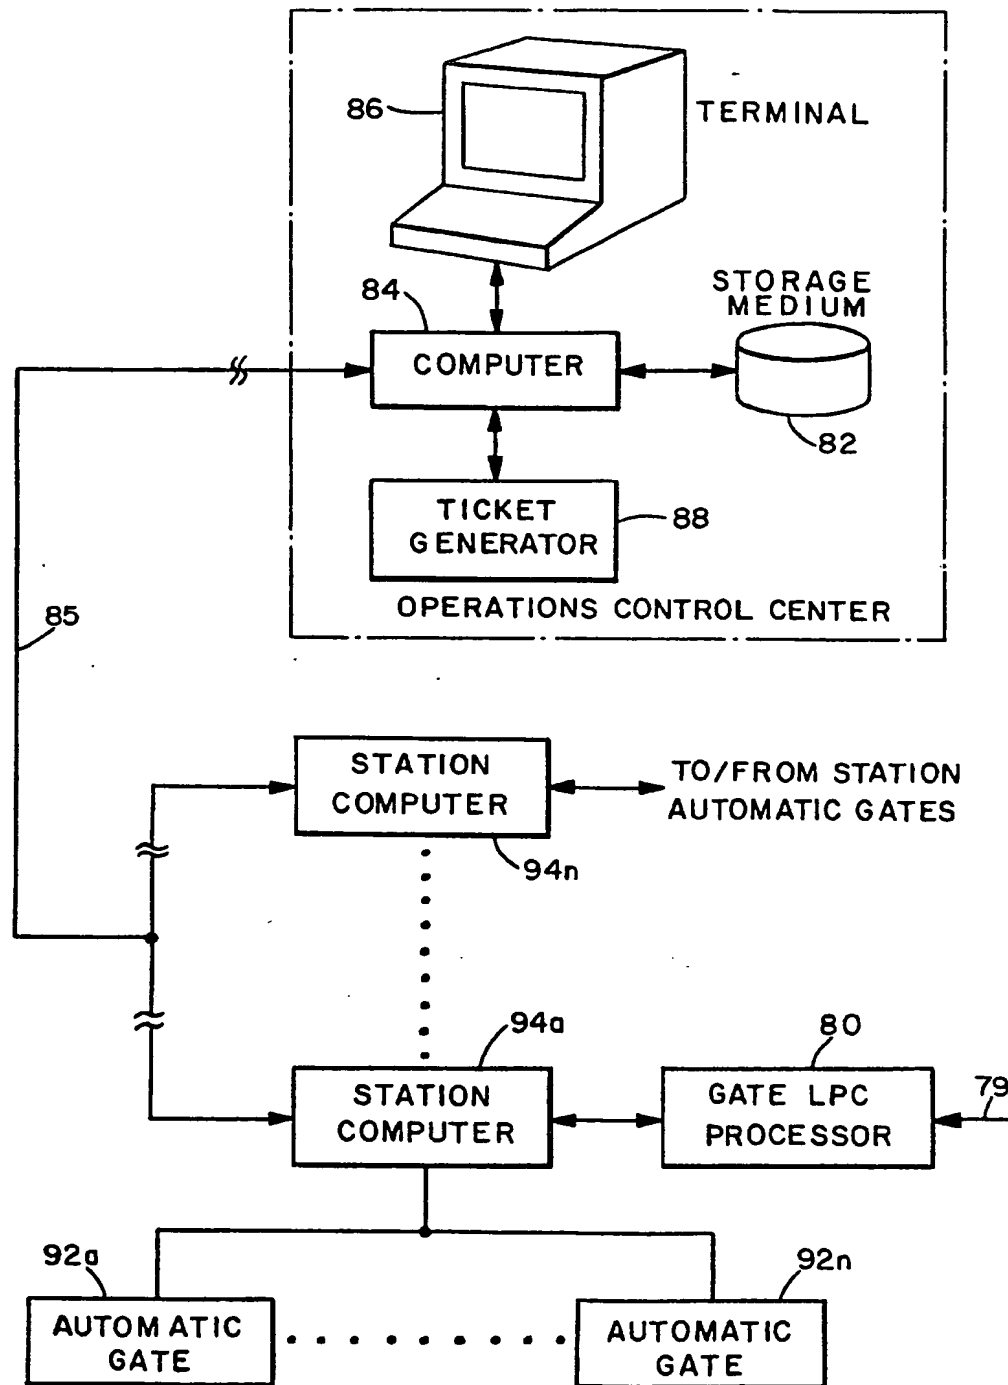 86
TERMINAL
84
STORAGE
MEDIUM
COMPUTER
82
TICKET
GENERATOR
88
OPERATIONS CONTROL CENTER
85
STATION
COMPUTER
TO/FROM STATION
AUTOMATIC GATES
94n
94a
80
STATION
COMPUTER
GATE LPC
PROCESSOR
79
92a
92n
AUTOMATIC
GATE
AUTOMATIC
GATE